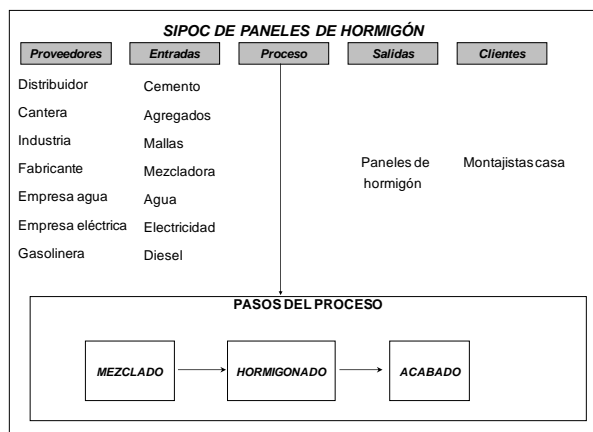 SIPOC DE PANELES DE HORMIGÓN
Proveedores Entradas Proceso Salidas Clientes
Distribuidor Cemento
Cantera Agregados
Industria Mallas
Fabricante Mezcladora Paneles de Montajistas casa
hormigón
Empresa agua Agua
Empresa eléctrica Electricidad
Gasolinera Diesel
PASOS DEL PROCESO
MEZCLADO HORMIGONADO ACABADO